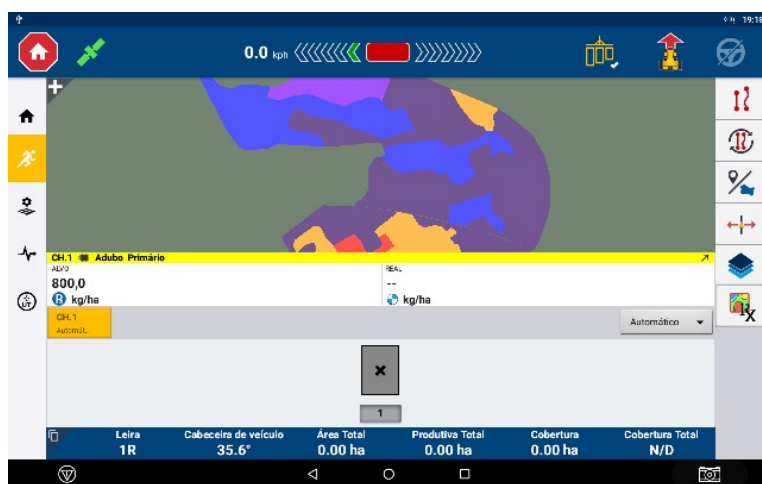 19:18
0.0 kph
CH.1 Adubo Primário
ALVO
REAL
800,0
--
R kg/ha
kg/ha
CH.1
Automát..
Automático
1
Leira
Cabeceira de veículo
Área Total
Produtiva Total
Cobertura
Cobertura Total
1R
35.6°
0.00 ha
0.00 ha
0.00 ha
N/D
Rx